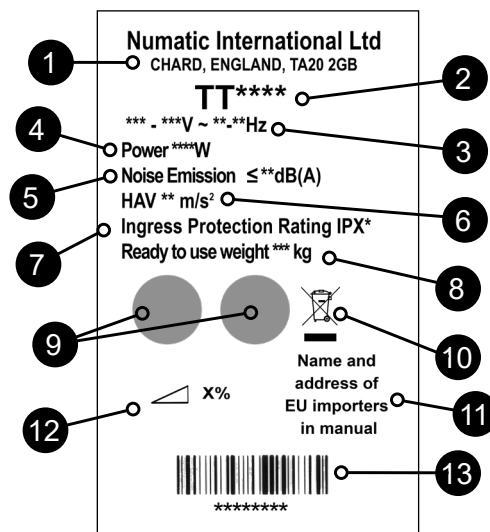 Numatic International Ltd
1 CHARD, ENGLAND, TA20 2GB
TT**** 2
*** - ***V ~ **-**Hz 3
4 Power ****W
5 Noise Emission ≤ **dB(A)
HAV ** m/s² 6
7 Ingress Protection Rating IPX*
Ready to use weight *** kg 8
9
10
Name and
address of
EU importers 11
in manual
12 X%
13
********